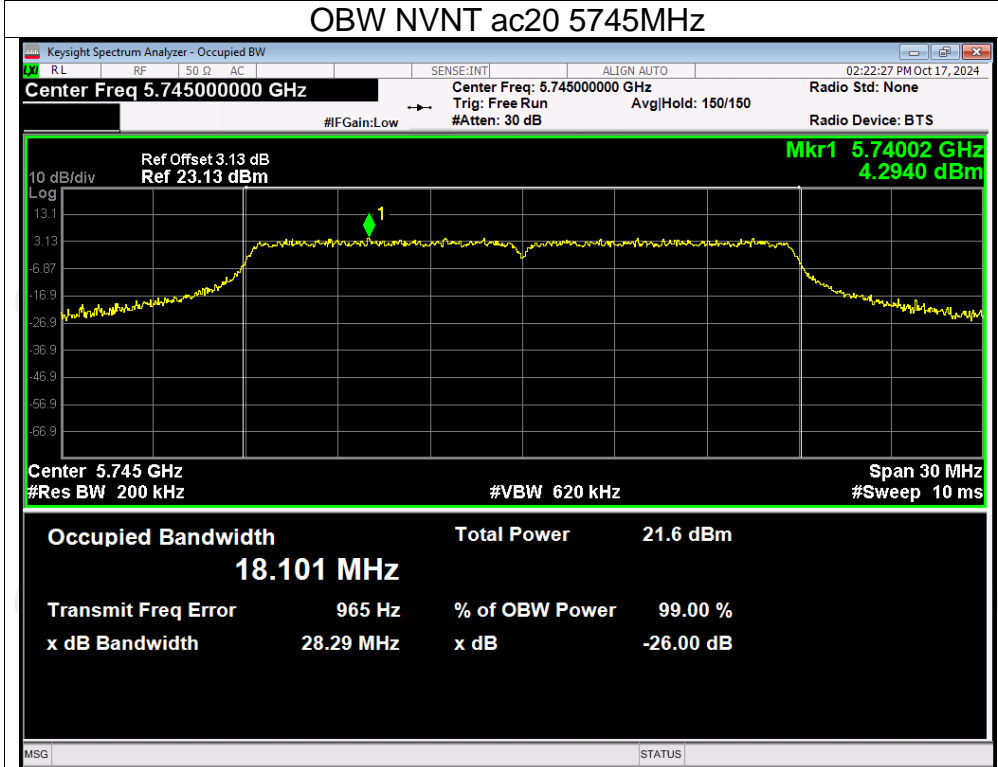 OBW NVNT ac20 5745MHz
Keysight Spectrum Analyzer - Occupied BW
LXI RL RF 50 Ω AC SENSE:INT ALIGN AUTO 02:22:27 PM Oct 17, 2024
Center Freq 5.745000000 GHz Center Freq: 5.745000000 GHz Radio Std: None
Trig: Free Run Avg|Hold: 150/150
#IFGain:Low #Atten: 30 dB Radio Device: BTS
Mkr1 5.74002 GHz
4.2940 dBm
Ref Offset 3.13 dB
10 dB/div Ref 23.13 dBm
Log
13.1
1
3.13
-6.87
-16.9
-26.9
-36.9
-46.9
-56.9
-66.9
Center 5.745 GHz Span 30 MHz
#Res BW 200 kHz #VBW 620 kHz #Sweep 10 ms
Occupied Bandwidth Total Power 21.6 dBm
18.101 MHz
Transmit Freq Error 965 Hz % of OBW Power 99.00 %
x dB Bandwidth 28.29 MHz x dB -26.00 dB
MSG STATUS